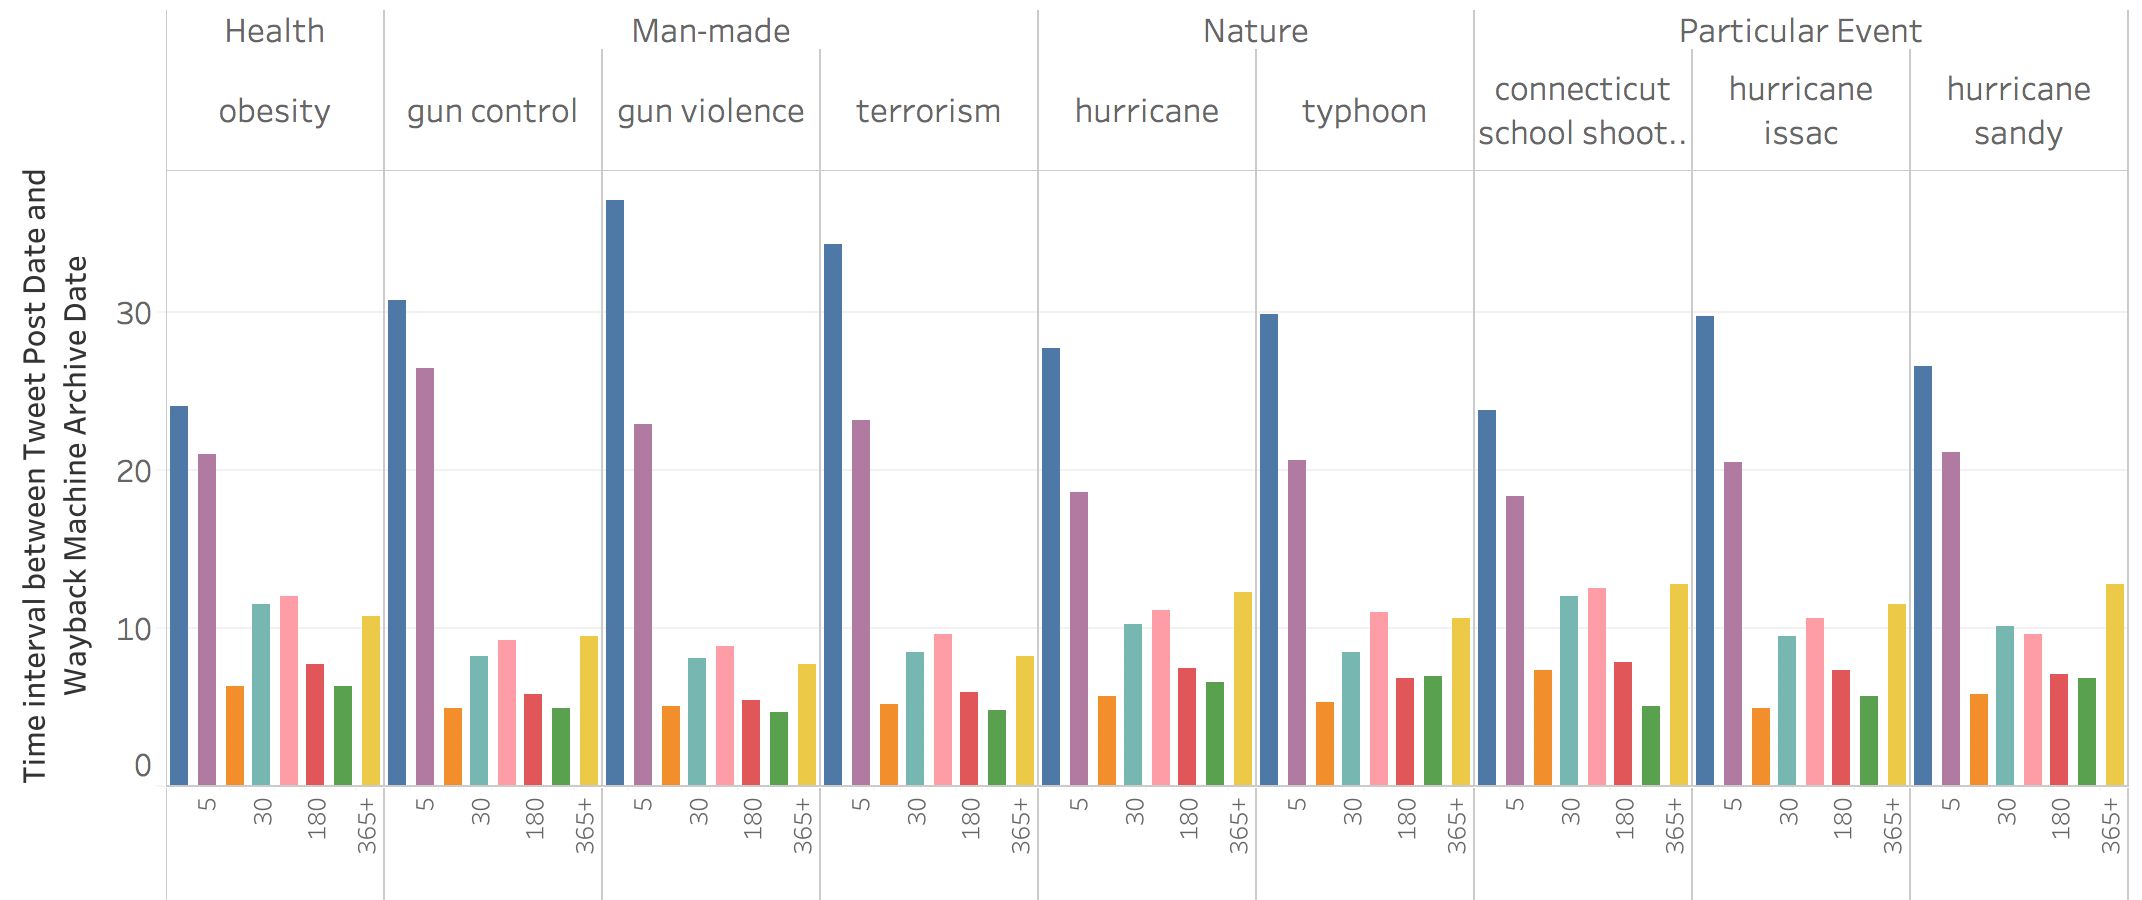 Health Man-made Nature Particular Event
obesity gun control gun violence terrorism hurricane typhoon connecticut school shoot.. hurricane issac hurricane sandy
Time interval between Tweet Post Date and
Wayback Machine Archive Date
30
20
10
0
5 30 180 365+ 5 30 180 365+ 5 30 180 365+ 5 30 180 365+ 5 30 180 365+ 5 30 180 365+ 5 30 180 365+ 5 30 180 365+ 5 30 180 365+